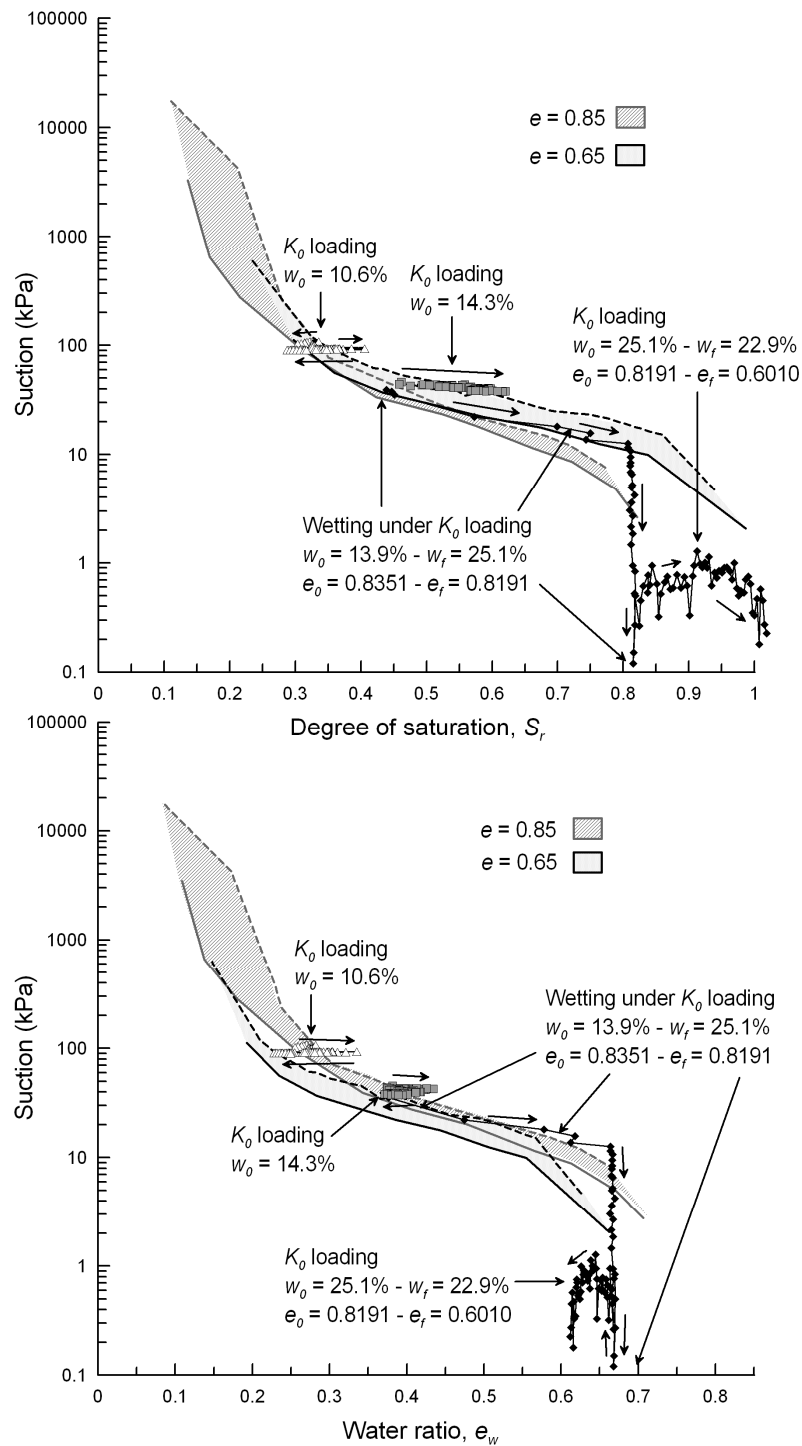 100000
10000
1000
100
10
1
0.1
Suction (kPa)
e = 0.85
e = 0.65
K0 loading
w0 = 10.6%
K0 loading
w0 = 14.3%
K0 loading
w0 = 25.1% - wf = 22.9%
e0 = 0.8191 - ef = 0.6010
Wetting under K0 loading
w0 = 13.9% - wf = 25.1%
e0 = 0.8351 - ef = 0.8191
0 0.1 0.2 0.3 0.4 0.5 0.6 0.7 0.8 0.9 1
Degree of saturation, Sr
100000
10000
1000
100
10
1
0.1
Suction (kPa)
e = 0.85
e = 0.65
K0 loading
w0 = 10.6%
Wetting under K0 loading
w0 = 13.9% - wf = 25.1%
e0 = 0.8351 - ef = 0.8191
K0 loading
w0 = 14.3%
K0 loading
w0 = 25.1% - wf = 22.9%
e0 = 0.8191 - ef = 0.6010
0 0.1 0.2 0.3 0.4 0.5 0.6 0.7 0.8
Water ratio, ew